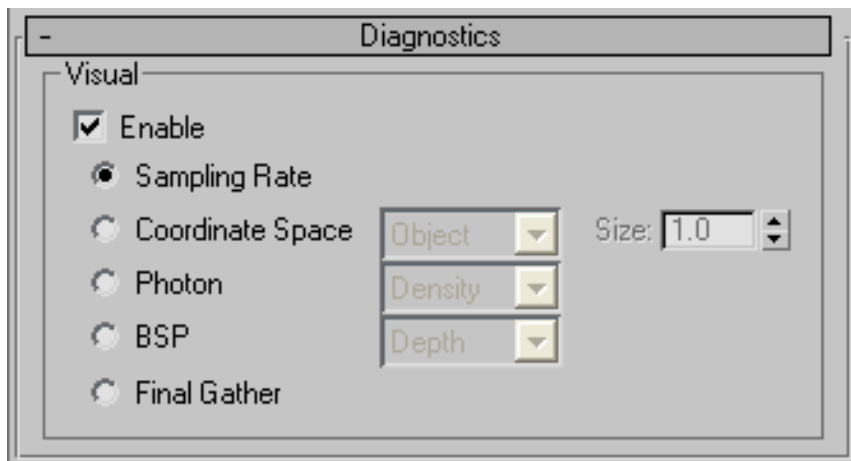 - Diagnostics
Visual
Enable
Sampling Rate
Coordinate Space Object Size: 1.0
Photon Density
BSP Depth
Final Gather